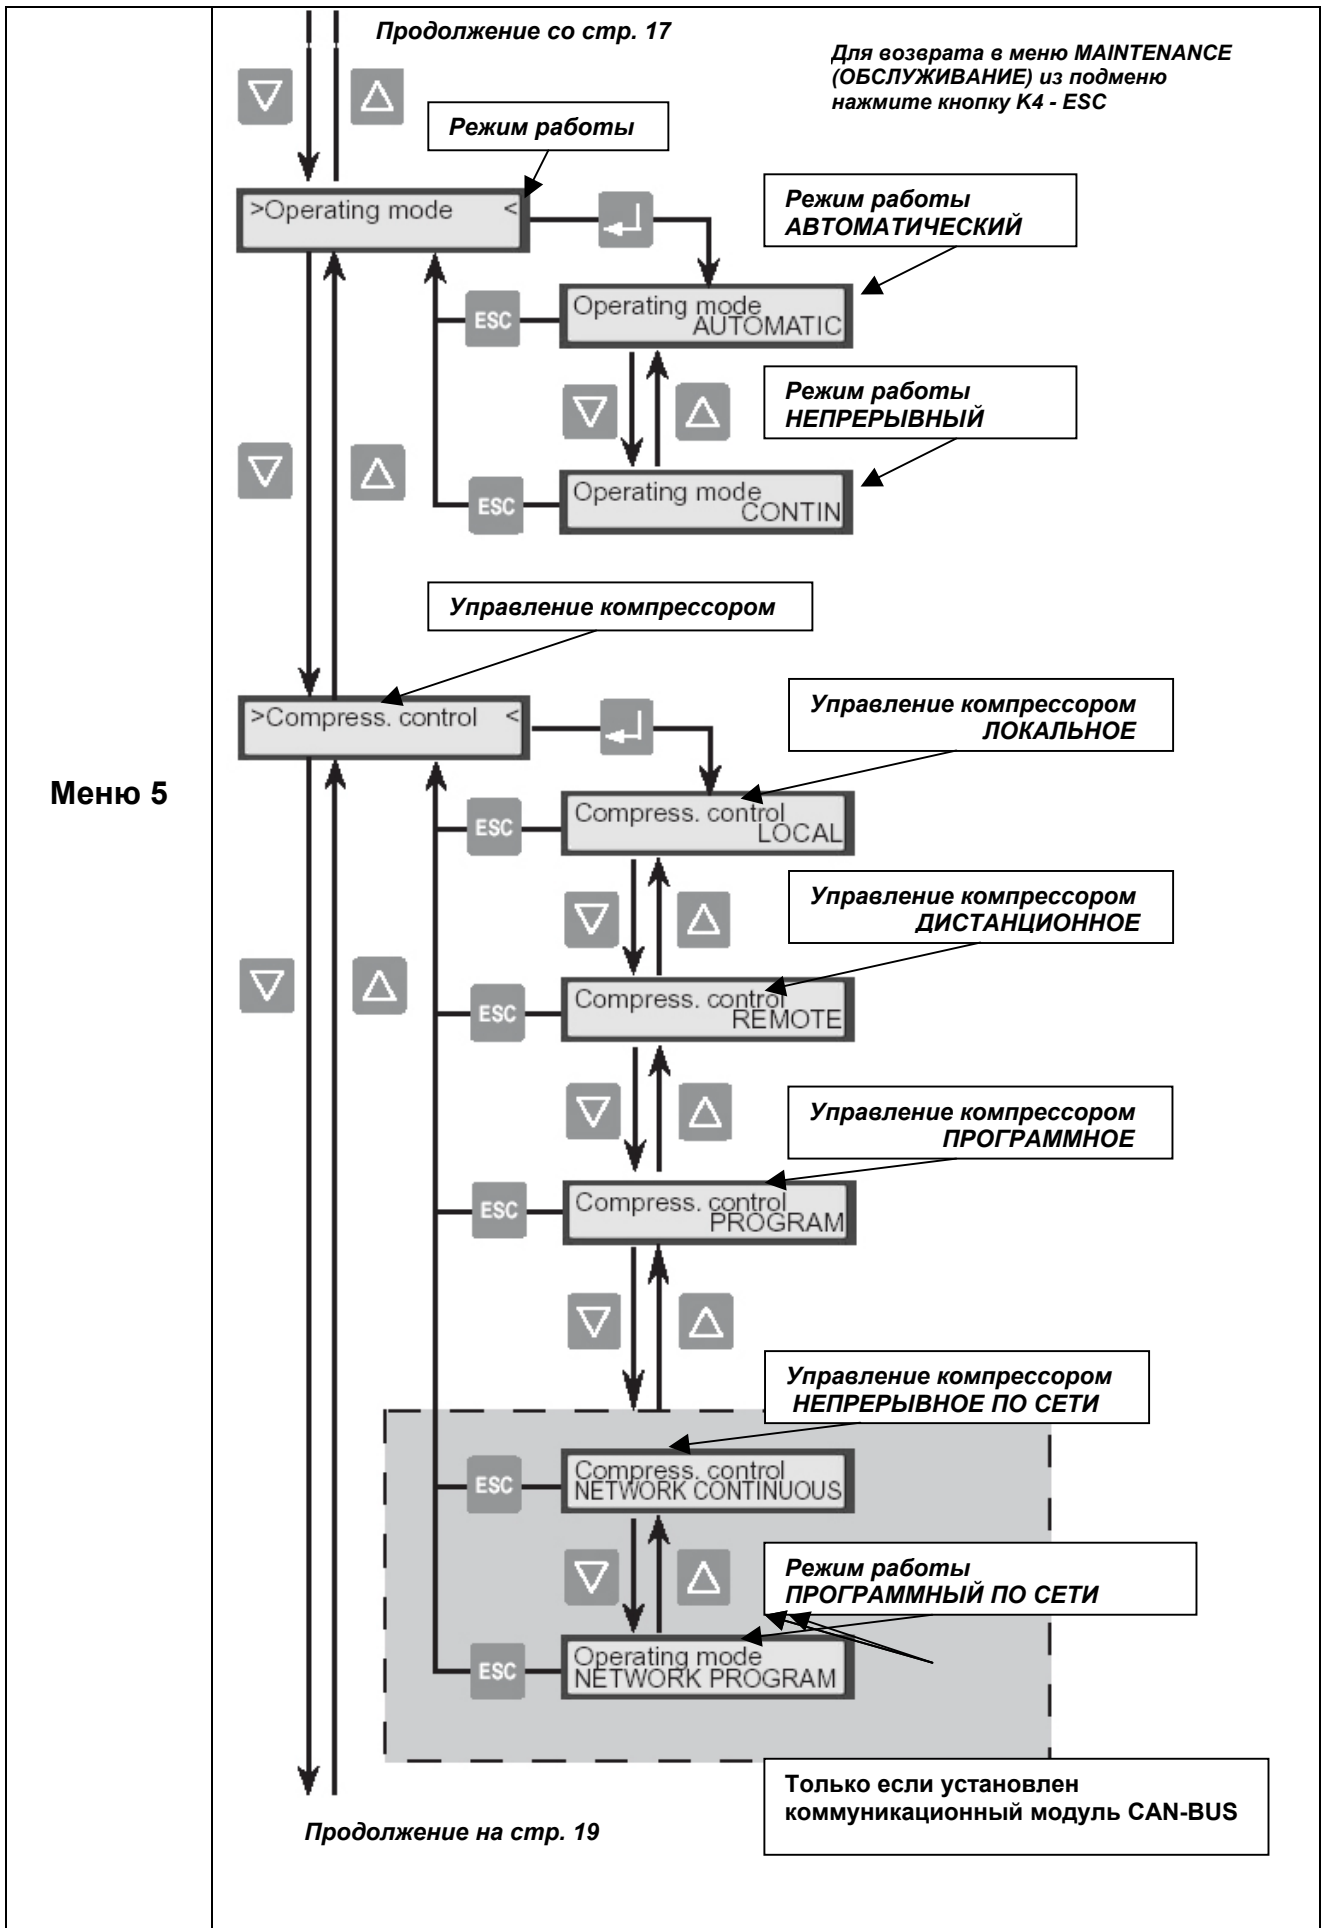 Продолжение со стр. 17
Для возврата в меню MAINTENANCE
(ОБСЛУЖИВАНИЕ) из подменю
нажмите кнопку K4 - ESC
Режим работы
>Operating mode <
Режим работы
АВТОМАТИЧЕСКИЙ
ESC
Operating mode
AUTOMATIC
Режим работы
НЕПРЕРЫВНЫЙ
ESC
Operating mode
CONTIN
Управление компрессором
>Compress. control <
Управление компрессором
ЛОКАЛЬНОЕ
Меню 5
ESC
Compress. control
LOCAL
Управление компрессором
ДИСТАНЦИОННОЕ
ESC
Compress. control
REMOTE
Управление компрессором
ПРОГРАММНОЕ
ESC
Compress. control
PROGRAM
Управление компрессором
НЕПРЕРЫВНОЕ ПО СЕТИ
ESC
Compress. control
NETWORK CONTINUOUS
Режим работы
ПРОГРАММНЫЙ ПО СЕТИ
ESC
Operating mode
NETWORK PROGRAM
Только если установлен
коммуникационный модуль CAN-BUS
Продолжение на стр. 19